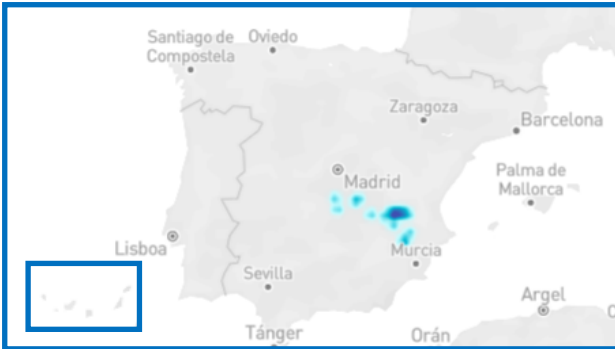 Santiago de
Compostela
Oviedo
Zaragoza
Barcelona
Madrid
Palma de
Mallorca
Lisboa
Murcia
Sevilla
Argel
Tánger
Orán